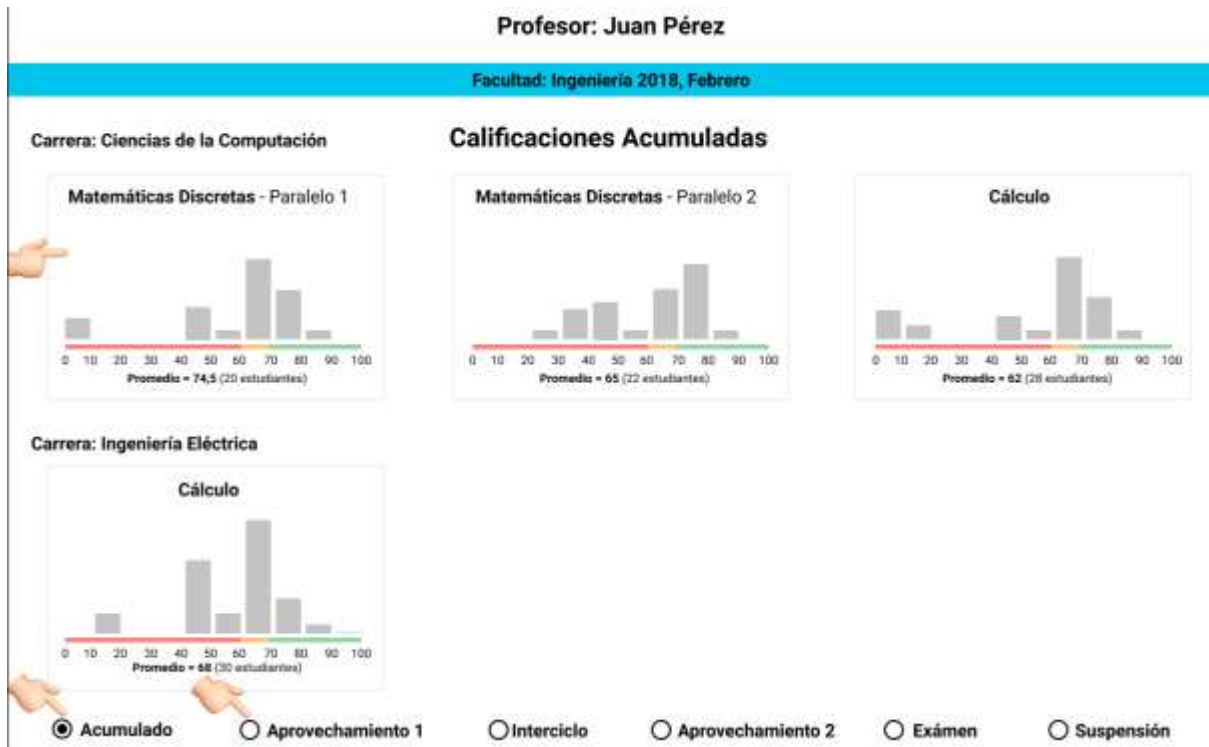 Profesor: Juan Pérez
Facultad: Ingeniería 2018, Febrero
Carrera: Ciencias de la Computación
Calificaciones Acumuladas
Matemáticas Discretas - Paralelo 1
0 10 20 30 40 50 60 70 80 90 100
Promedio = 74,5 (20 estudiantes)
Matemáticas Discretas - Paralelo 2
0 10 20 30 40 50 60 70 80 90 100
Promedio = 65 (22 estudiantes)
Cálculo
0 10 20 30 40 50 60 70 80 90 100
Promedio = 62 (28 estudiantes)
Carrera: Ingeniería Eléctrica
Cálculo
0 10 20 30 40 50 60 70 80 90 100
Promedio = 68 (30 estudiantes)
Acumulado Aprovechamiento 1 Interciclo Aprovechamiento 2 Exámen Suspensión